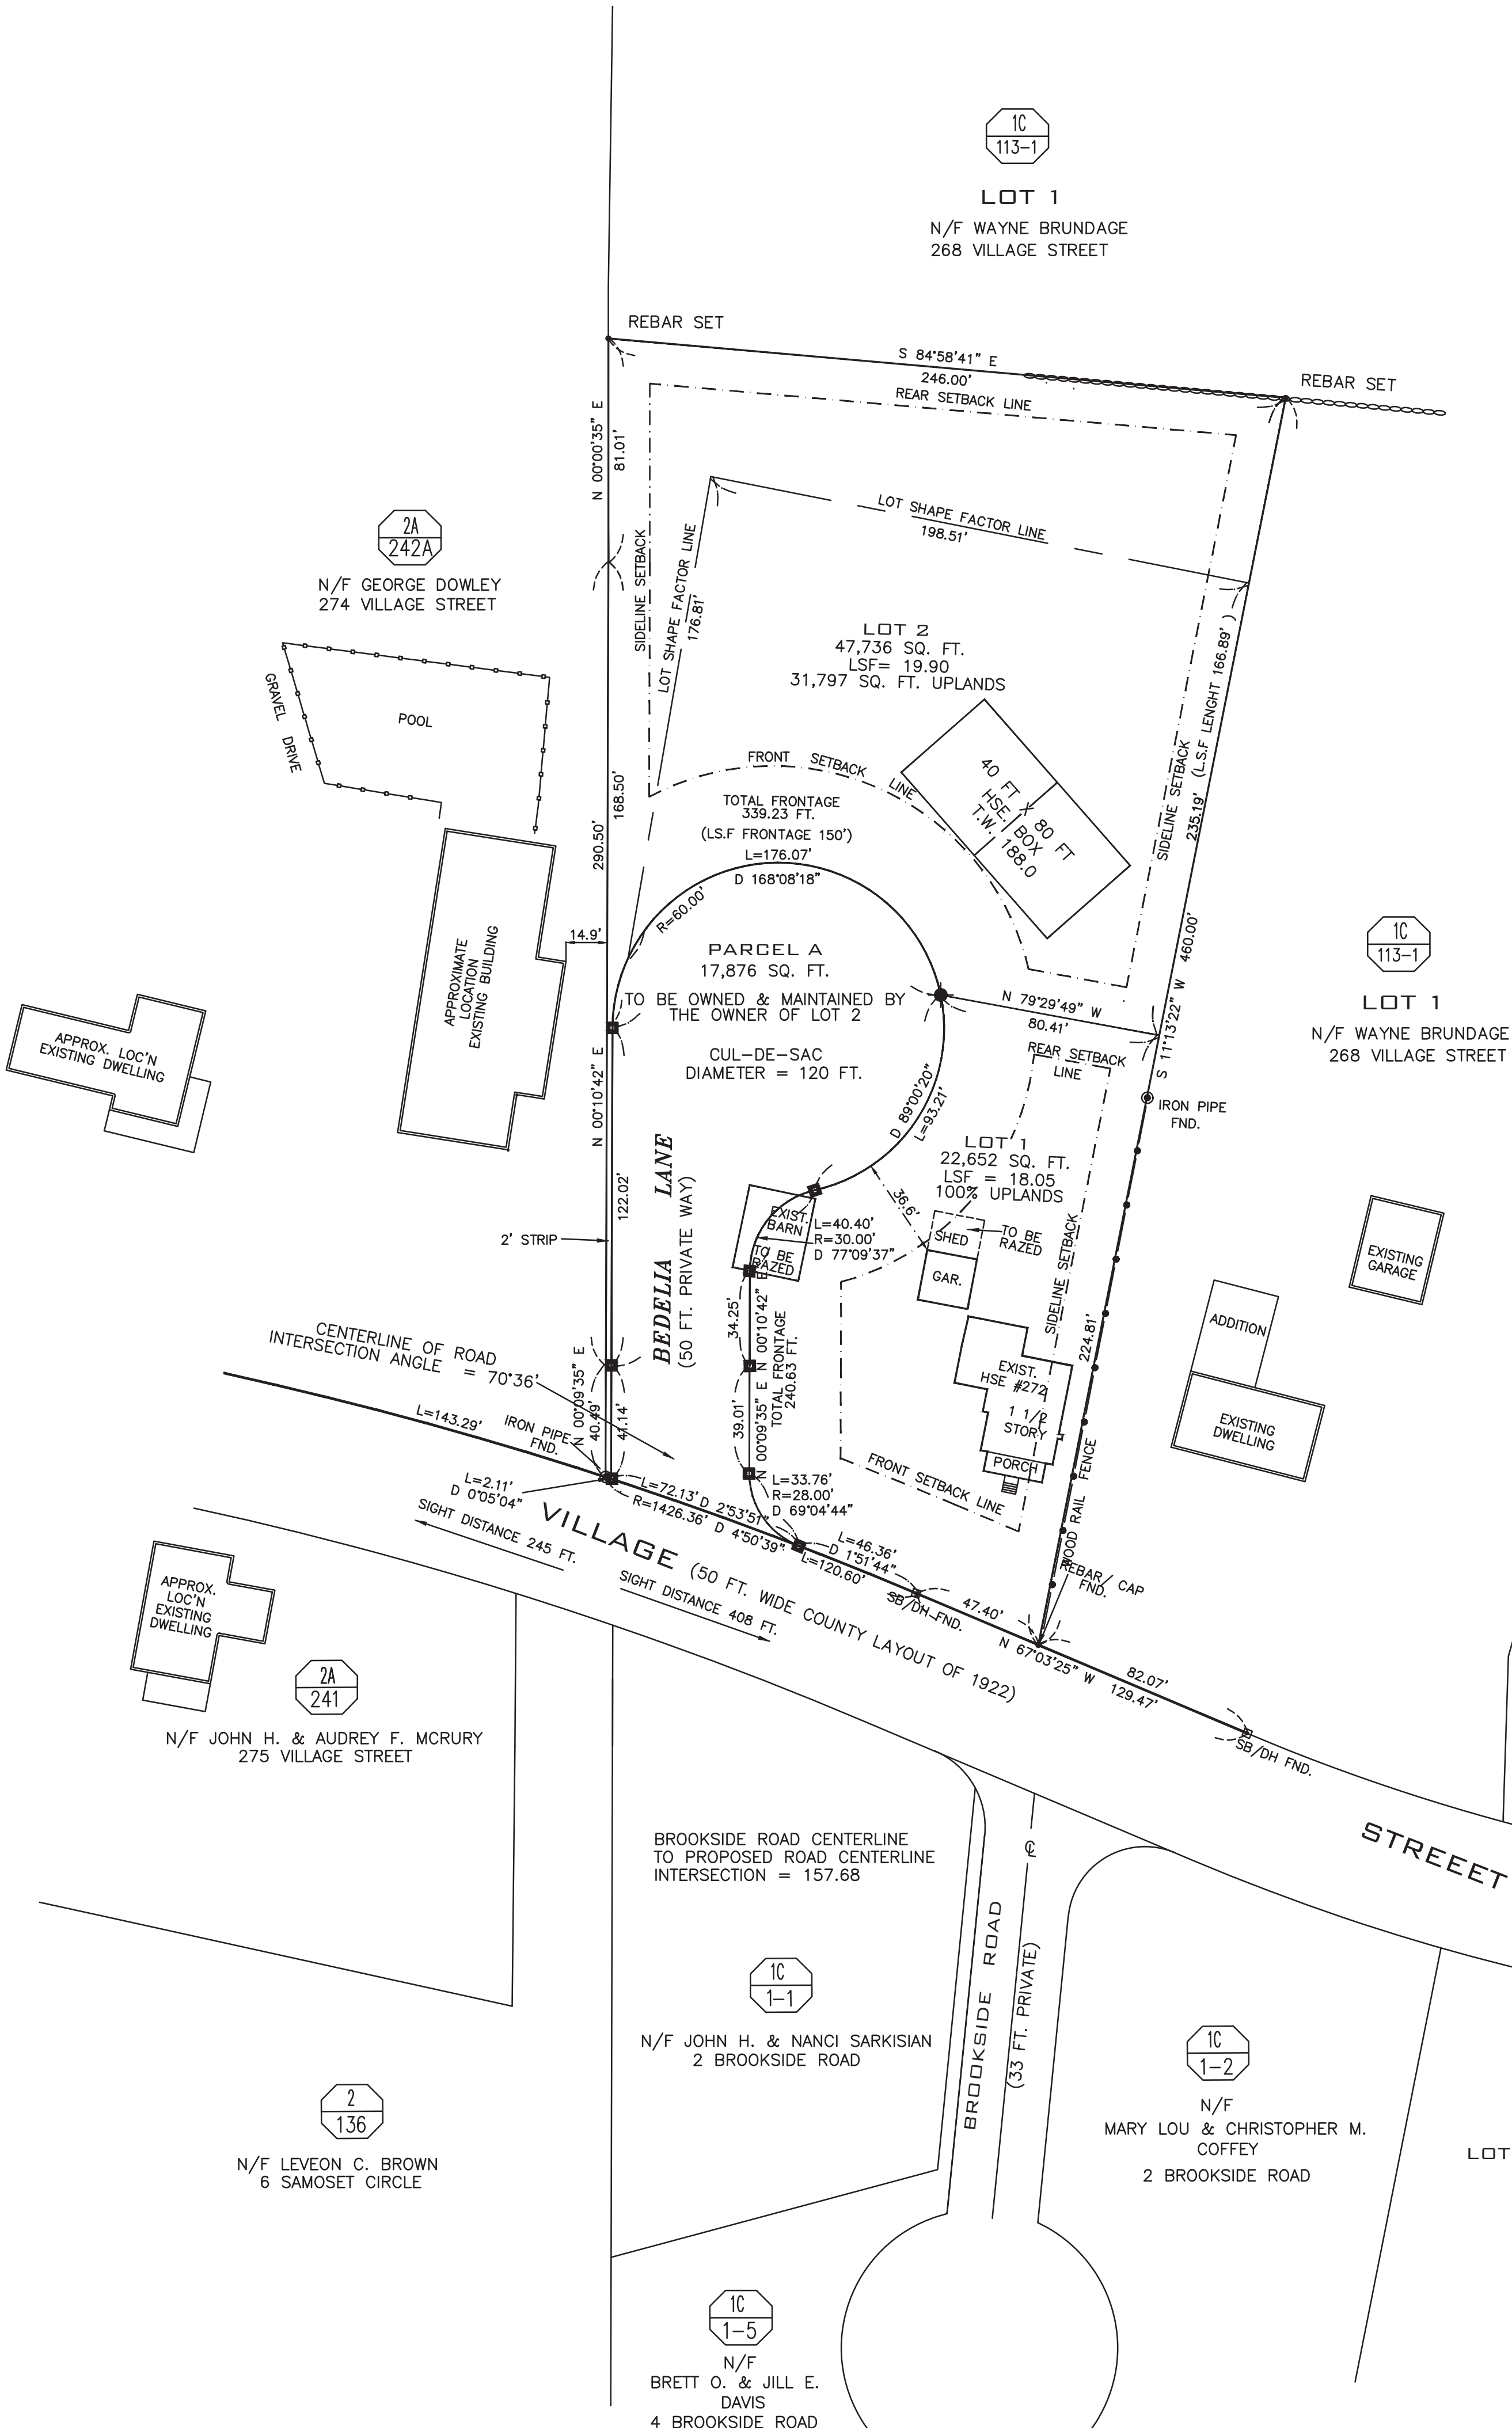 1C
113-1
LOT 1
N/F WAYNE BRUNDAGE
268 VILLAGE STREET
REBAR SET
S 84°58'41" E
246.00'
REAR SETBACK LINE
REBAR SET
N 00°00'35" E
81.01'
LOT SHAPE FACTOR LINE
198.51'
2A
242A
N/F GEORGE DOWLEY
274 VILLAGE STREET
SIDELINE SETBACK
LOT SHAPE FACTOR LINE
176.81'
LOT 2
47,736 SQ. FT.
LSF= 19.90
31,797 SQ. FT. UPLANDS
GRAVEL DRIVE
POOL
235.19' (L.S.F LENGHT 166.89' )
SIDELINE SETBACK
FRONT SETBACK LINE
40 FT X 80 FT
HSE. BOX
T.W. 188.0
290.50'
168.50'
TOTAL FRONTAGE
339.23 FT.
(LS.F FRONTAGE 150')
L=176.07'
D 168°08'18"
R=60.00'
14.9'
APPROXIMATE
LOCATION
EXISTING BUILDING
PARCEL A
17,876 SQ. FT.
TO BE OWNED & MAINTAINED BY
THE OWNER OF LOT 2
CUL-DE-SAC
DIAMETER = 120 FT.
N 79°29'49" W
80.41'
S 11°13'22" W 460.00'
1C
113-1
LOT 1
N/F WAYNE BRUNDAGE
268 VILLAGE STREET
APPROX. LOC'N
EXISTING DWELLING
REAR SETBACK
LINE
IRON PIPE
FND.
N 00°10'42" E
122.02'
D 89°00'20"
L=93.21'
LOT 1
22,652 SQ. FT.
LSF = 18.05
100% UPLANDS
BEDELIA LANE
(50 FT. PRIVATE WAY)
2' STRIP
EXIST.
BARN
TO BE
RAZED
L=40.40'
R=30.00'
D 77°09'37"
36.6'
SHED
TO BE
RAZED
GAR.
SIDELINE SETBACK
EXISTING
GARAGE
ADDITION
EXISTING
DWELLING
34.25'
N 00°10'42" E
TOTAL FRONTAGE
240.63 FT.
39.01'
N 00°09'35" E
224.81'
EXIST.
HSE #272
1 1/2
STORY
PORCH
CENTERLINE OF ROAD
INTERSECTION ANGLE = 70°36'
L=143.29'
IRON PIPE
FND.
N 00°09'35" E
40.49'
41.14'
FRONT SETBACK LINE
WOOD RAIL FENCE
L=2.11'
D 0°05'04"
L=72.13' D 2°53'51"
R=1426.36' D 4°50'39"
L=120.60'
L=33.76'
R=28.00'
D 69°04'44"
L=46.36'
D 1°51'44"
SB/DH FND.
47.40'
REBAR/ CAP
FND.
N 67°03'25" W 129.47'
82.07'
SB/DH FND.
SIGHT DISTANCE 245 FT.
SIGHT DISTANCE 408 FT.
VILLAGE (50 FT. WIDE COUNTY LAYOUT OF 1922)
STREEET
APPROX.
LOC'N
EXISTING
DWELLING
2A
241
N/F JOHN H. & AUDREY F. MCRURY
275 VILLAGE STREET
BROOKSIDE ROAD CENTERLINE
TO PROPOSED ROAD CENTERLINE
INTERSECTION = 157.68
BROOKSIDE ROAD
(33 FT. PRIVATE)
1C
1-1
N/F JOHN H. & NANCI SARKISIAN
2 BROOKSIDE ROAD
1C
1-2
N/F
MARY LOU & CHRISTOPHER M.
COFFEY
2 BROOKSIDE ROAD
LOT
2
136
N/F LEVEON C. BROWN
6 SAMOSET CIRCLE
1C
1-5
N/F
BRETT O. & JILL E.
DAVIS
4 BROOKSIDE ROAD